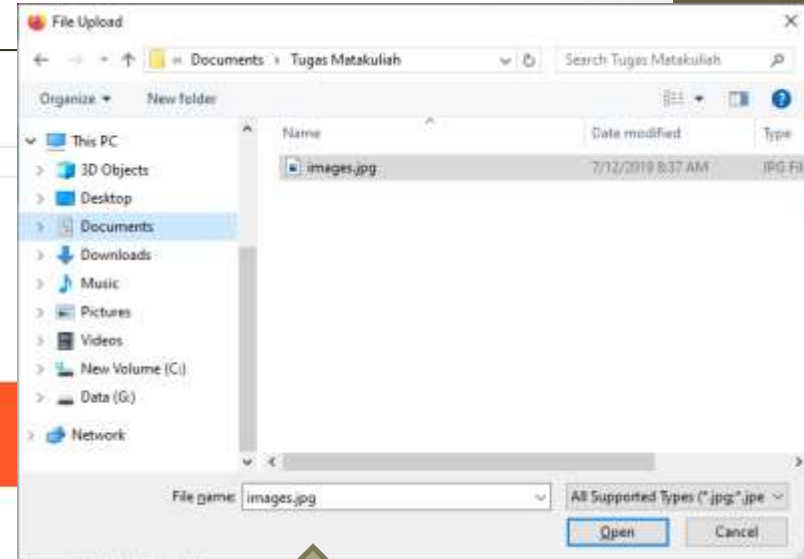 File Upload
« Documents › Tugas Matakuliah
Search Tugas Matakuliah
Organize
New folder
Name
Date modified
Type
This PC
3D Objects
Desktop
Documents
Downloads
Music
Pictures
Videos
New Volume (C:)
Data (G:)
Network
images.jpg
7/12/2019 8:37 AM
JPG Fil
File name:
images.jpg
All Supported Types (*.jpg;*.jpe
Open
Cancel